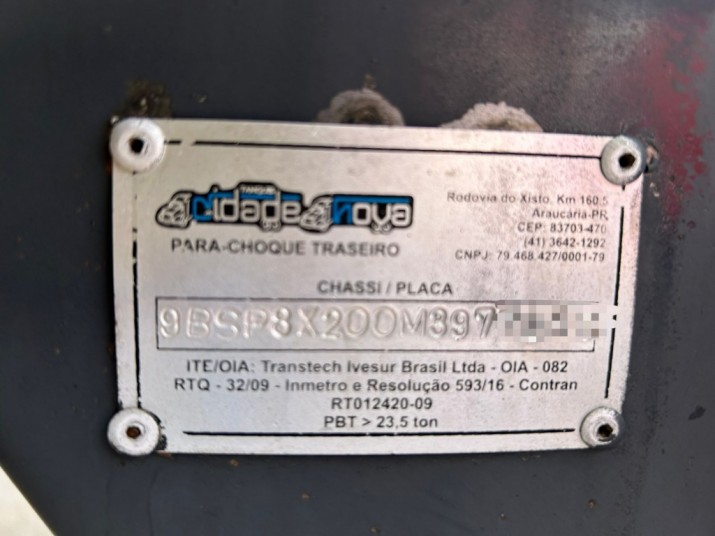 TANQUE
cidade nova
Rodovia do Xisto, Km 160,5
Araucária-PR
CEP: 83703-470
(41) 3642-1292
CNPJ: 79.468.427/0001-79
PARA-CHOQUE TRASEIRO
CHASSI / PLACA
9BSP8X200M397
ITE/OIA: Transtech Ivesur Brasil Ltda - OIA - 082
RTQ - 32/09 - Inmetro e Resolução 593/16 - Contran
RT012420-09
PBT > 23,5 ton